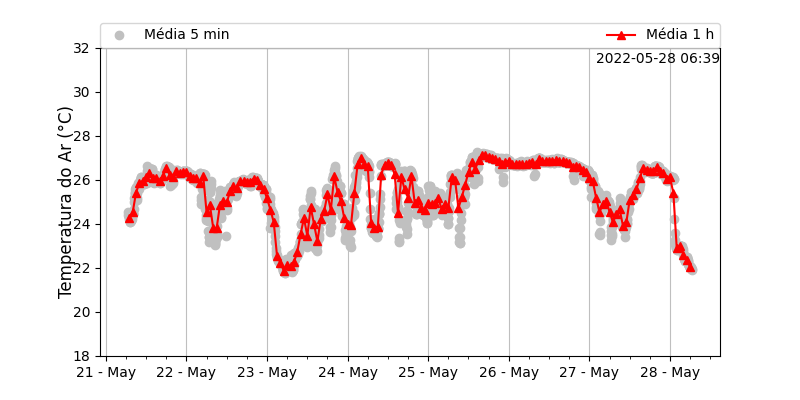 Média 5 min
Média 1 h
2022-05-28 06:39
Temperatura do Ar (°C)
32
30
28
26
24
22
20
18
21 - May
22 - May
23 - May
24 - May
25 - May
26 - May
27 - May
28 - May